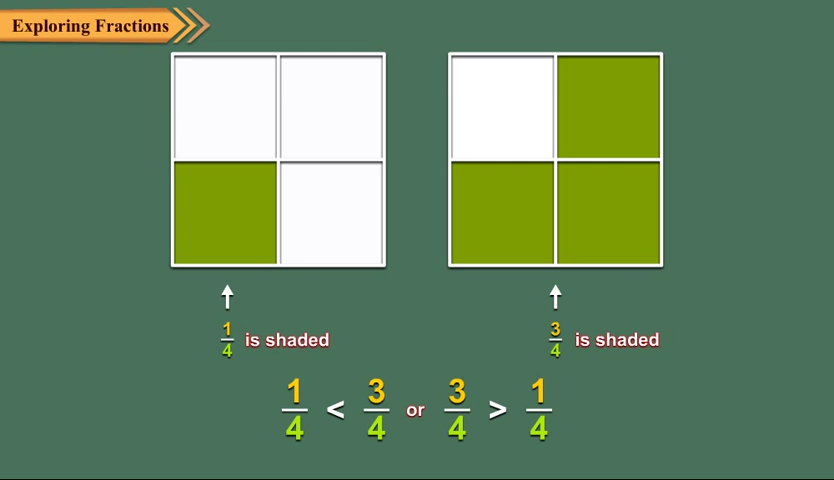 Exploring Fractions
1/4 is shaded
3/4 is shaded
1/4 < 3/4 or 3/4 > 1/4